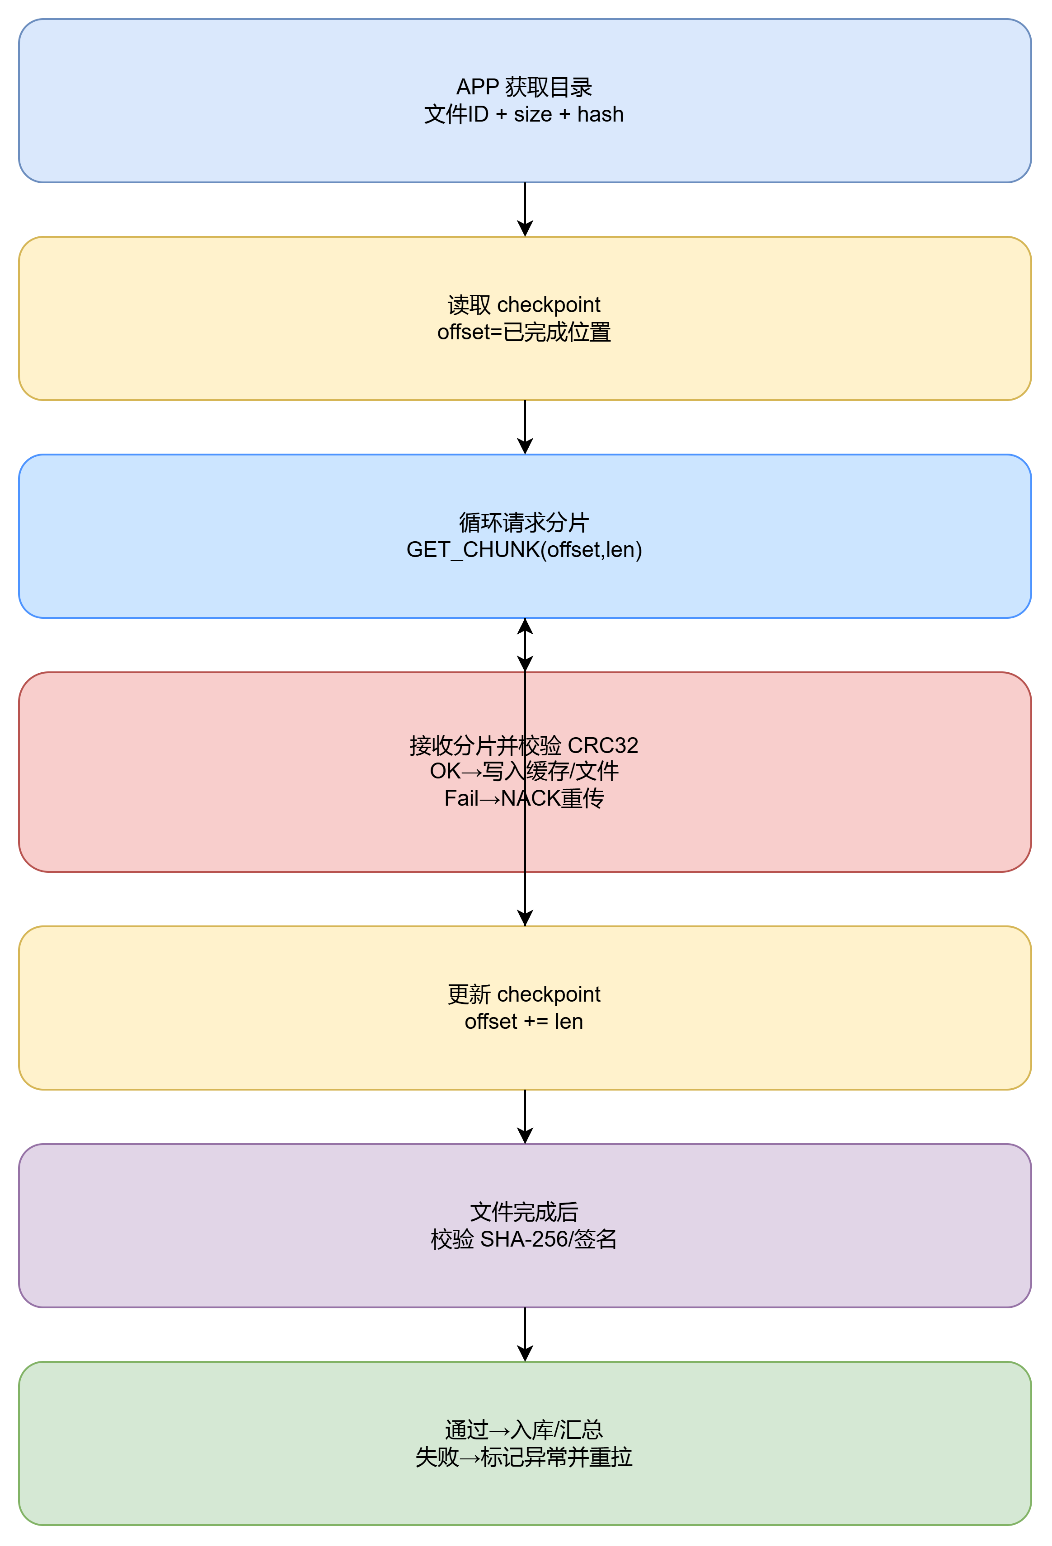 APP 获取目录
文件ID + size + hash
读取 checkpoint
offset=已完成位置
循环请求分片
GET_CHUNK(offset,len)
接收分片并校验 CRC32
OK→写入缓存/文件
Fail→NACK重传
更新 checkpoint
offset += len
文件完成后
校验 SHA-256/签名
通过→入库/汇总
失败→标记异常并重拉